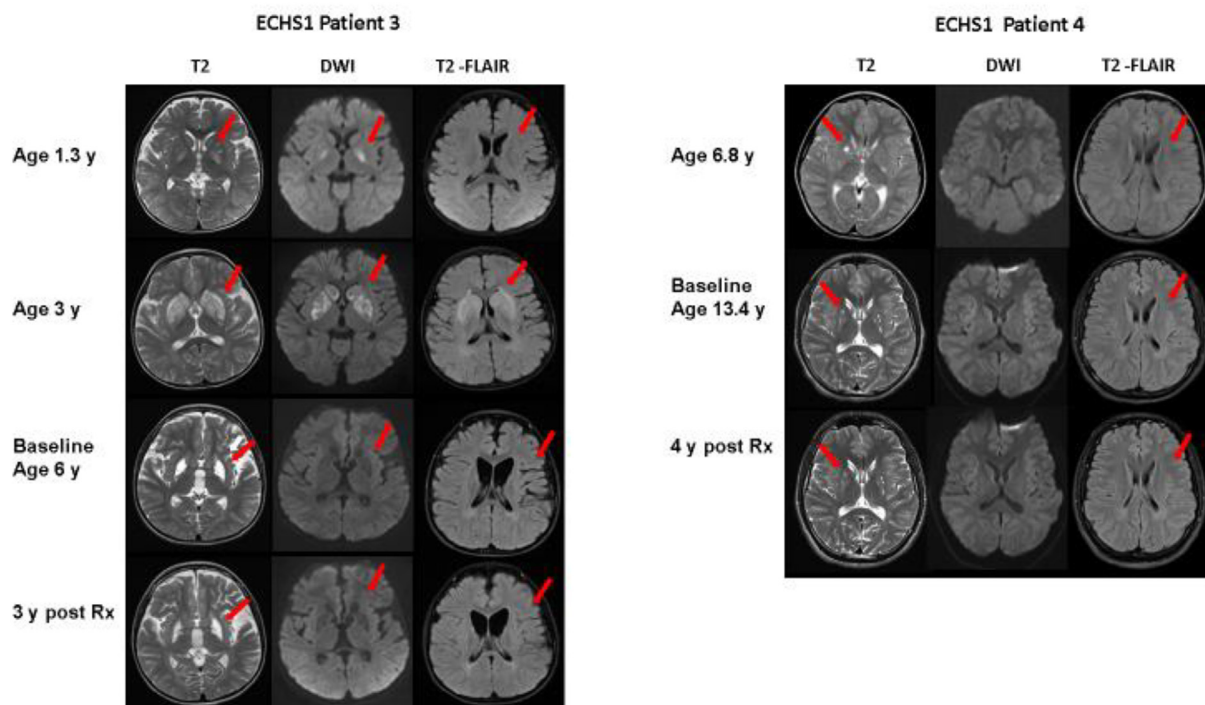 ECHS1 Patient 3
T2 DWI T2 -FLAIR
Age 1.3 y
Age 3 y
Baseline
Age 6 y
3 y post Rx
ECHS1 Patient 4
T2 DWI T2 -FLAIR
Age 6.8 y
Baseline
Age 13.4 y
4 y post Rx